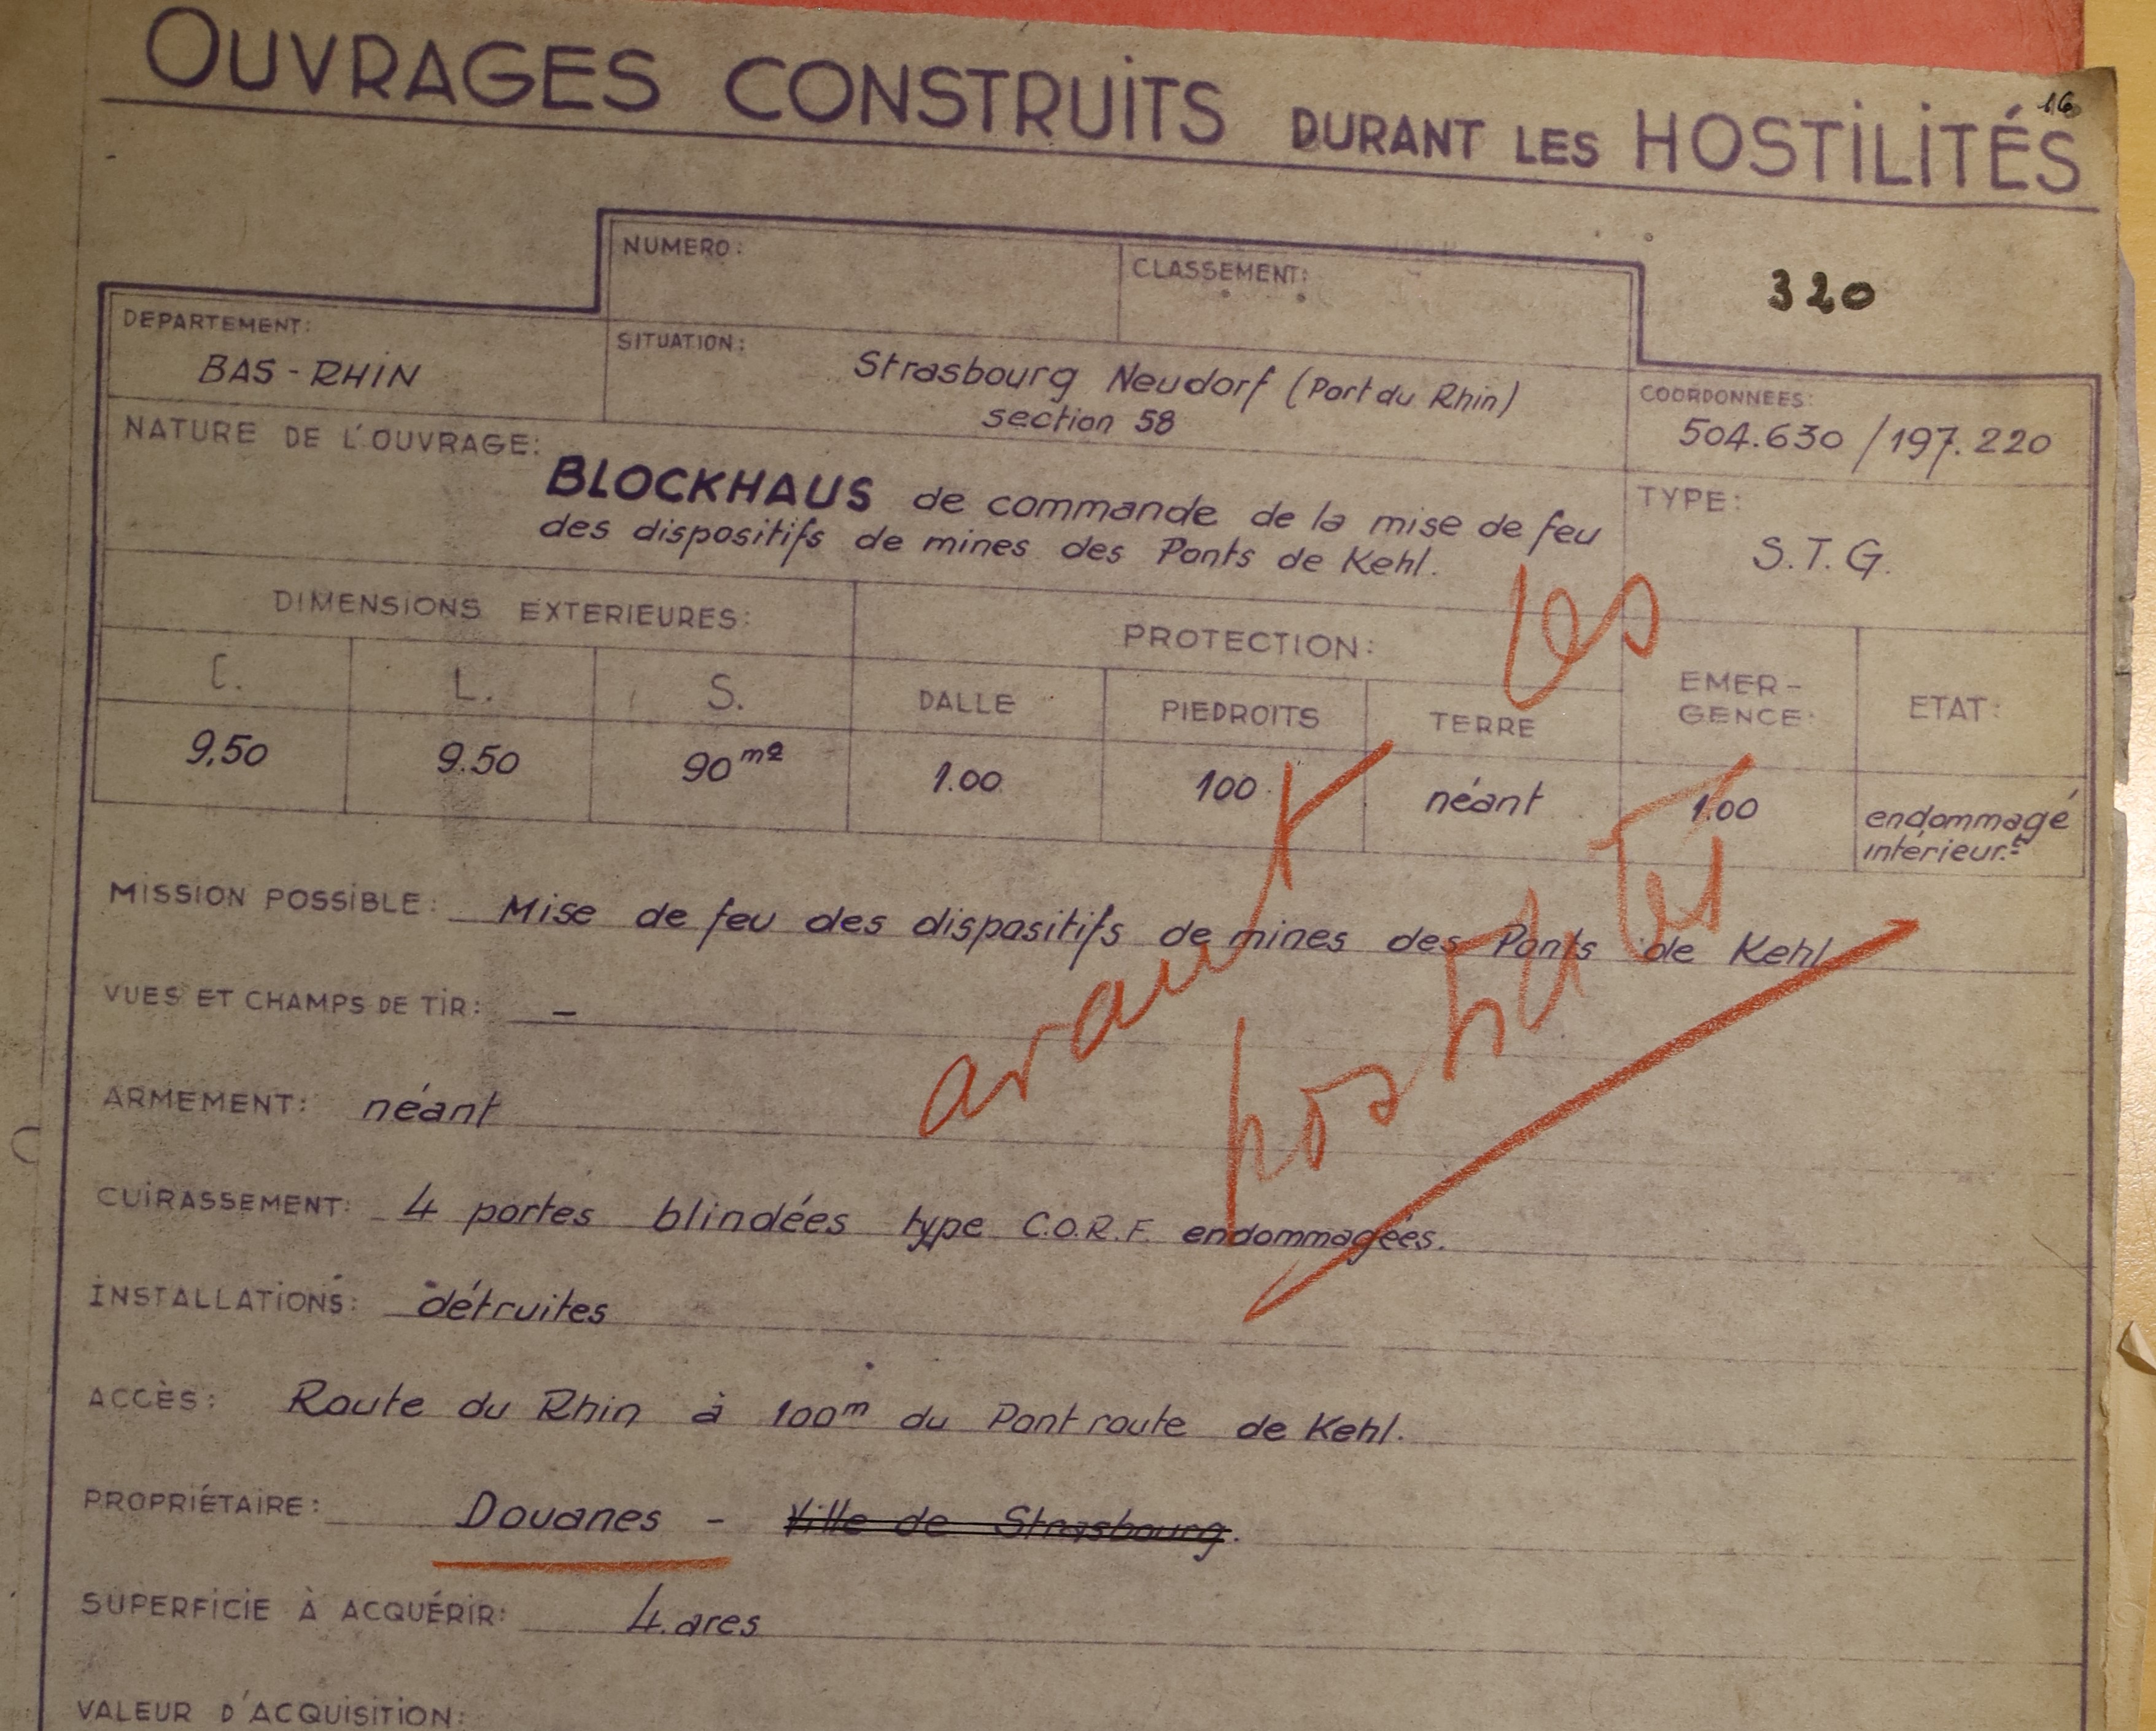 16
OUVRAGES CONSTRUITS DURANT LES HOSTILITÉS
320
NUMERO:
CLASSEMENT:
DEPARTEMENT:
BAS-RHIN
SITUATION:
Strasbourg Neudorf (Port du Rhin)
section 58
COORDONNEES:
504.630/197.220
NATURE DE L'OUVRAGE:
BLOCKHAUS de commande de la mise de feu
des dispositifs de mines des Ponts de Kehl.
TYPE:
S.T.G.
DIMENSIONS EXTERIEURES:
PROTECTION:
C. L. S. DALLE PIEDROITS TERRE
EMER-
GENCE:
ETAT:
9,50 9.50 90 m2 1.00 100 néant 1.00
endommagé
intérieur.t
avant les
hostilités
MISSION POSSIBLE: Mise de feu des dispositifs de mines des Ponts de Kehl
VUES ET CHAMPS DE TIR: –
ARMEMENT: néant
CUIRASSEMENT: 4 portes blindées type C.O.R.F. endommagées.
INSTALLATIONS: détruites
ACCÈS: Route du Rhin à 100m du Pont route de Kehl.
PROPRIÉTAIRE: Douanes - Ville de Strasbourg.
SUPERFICIE À ACQUÉRIR: 4.ares
VALEUR D'ACQUISITION: